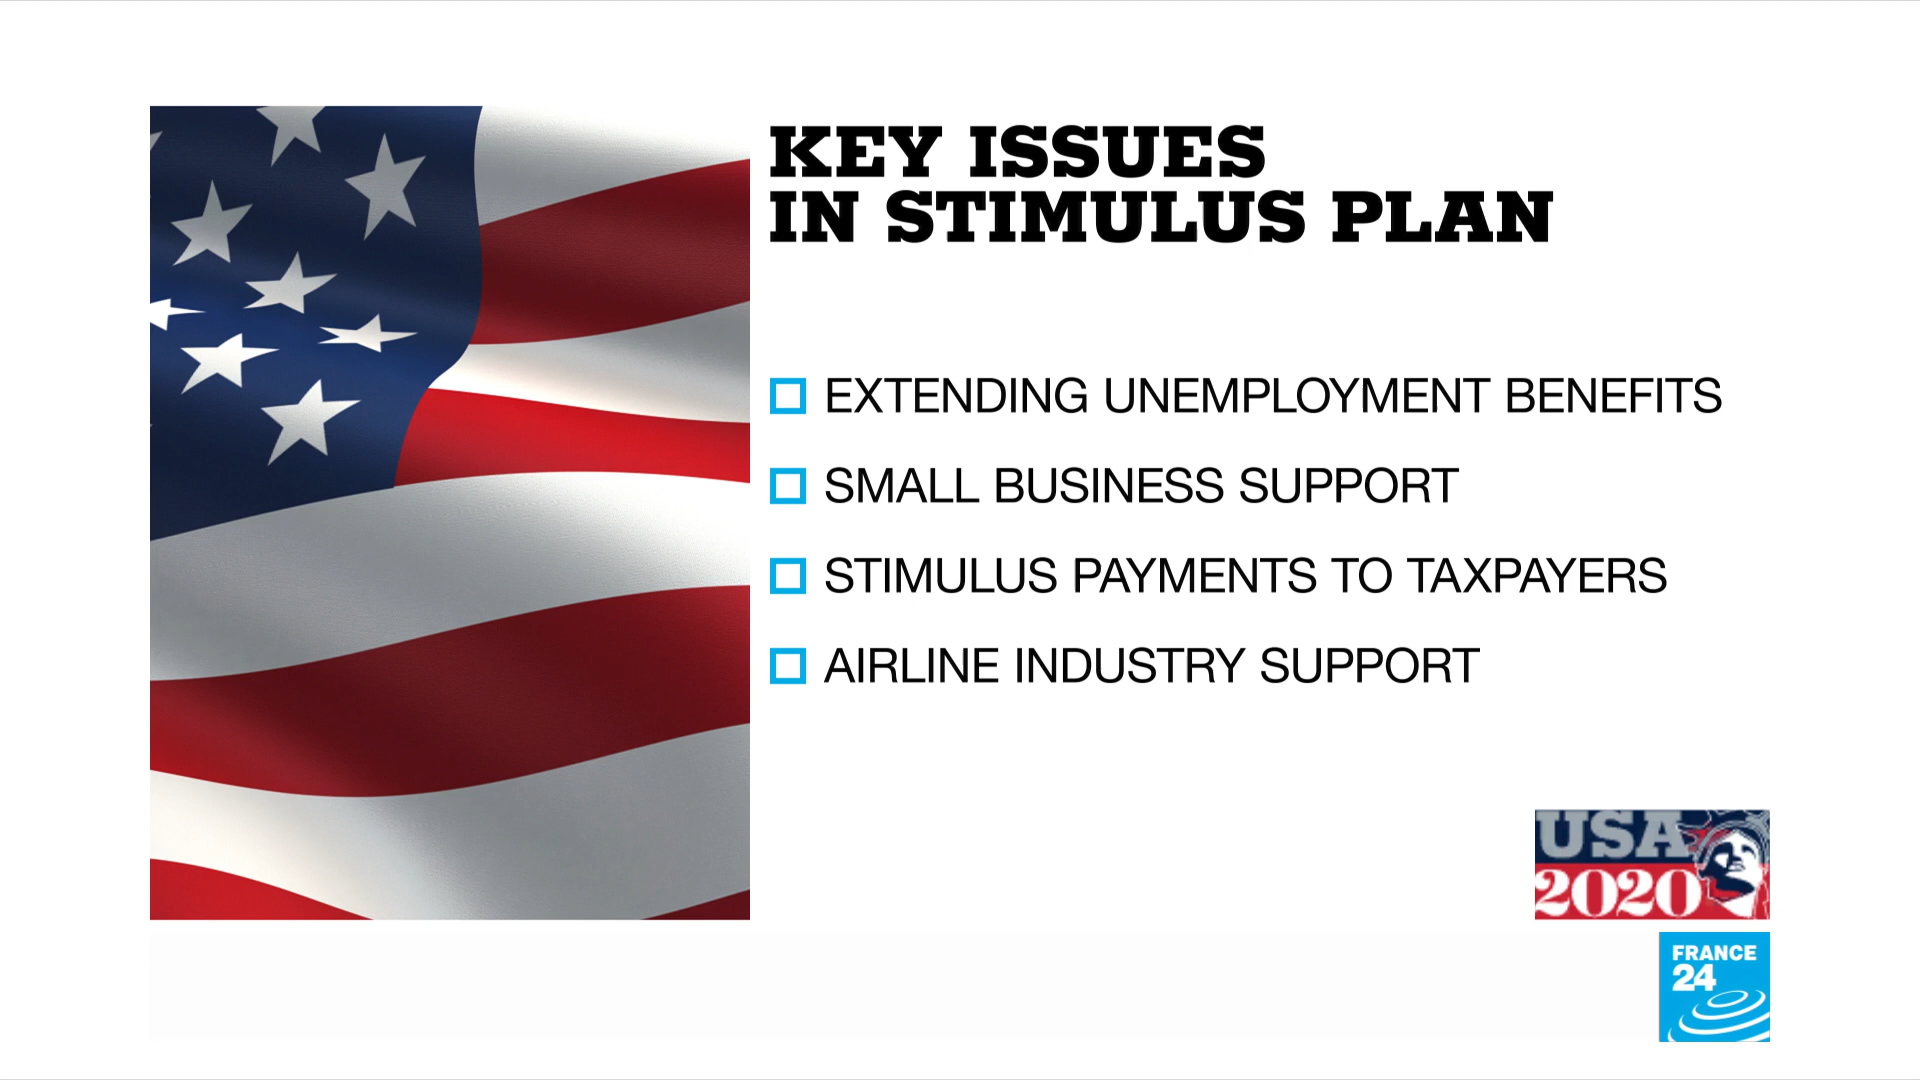 KEY ISSUES
IN STIMULUS PLAN
EXTENDING UNEMPLOYMENT BENEFITS
SMALL BUSINESS SUPPORT
STIMULUS PAYMENTS TO TAXPAYERS
AIRLINE INDUSTRY SUPPORT
USA
2020
FRANCE
24